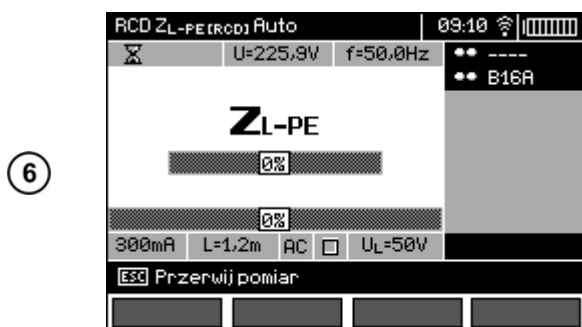 RCD ZL-PE[RCD] Auto 09:10
U=225,9V f=50,0Hz ----
B16A
ZL-PE
6
0%
0%
300mA L=1,2m AC UL=50V
ESC Przerwij pomiar